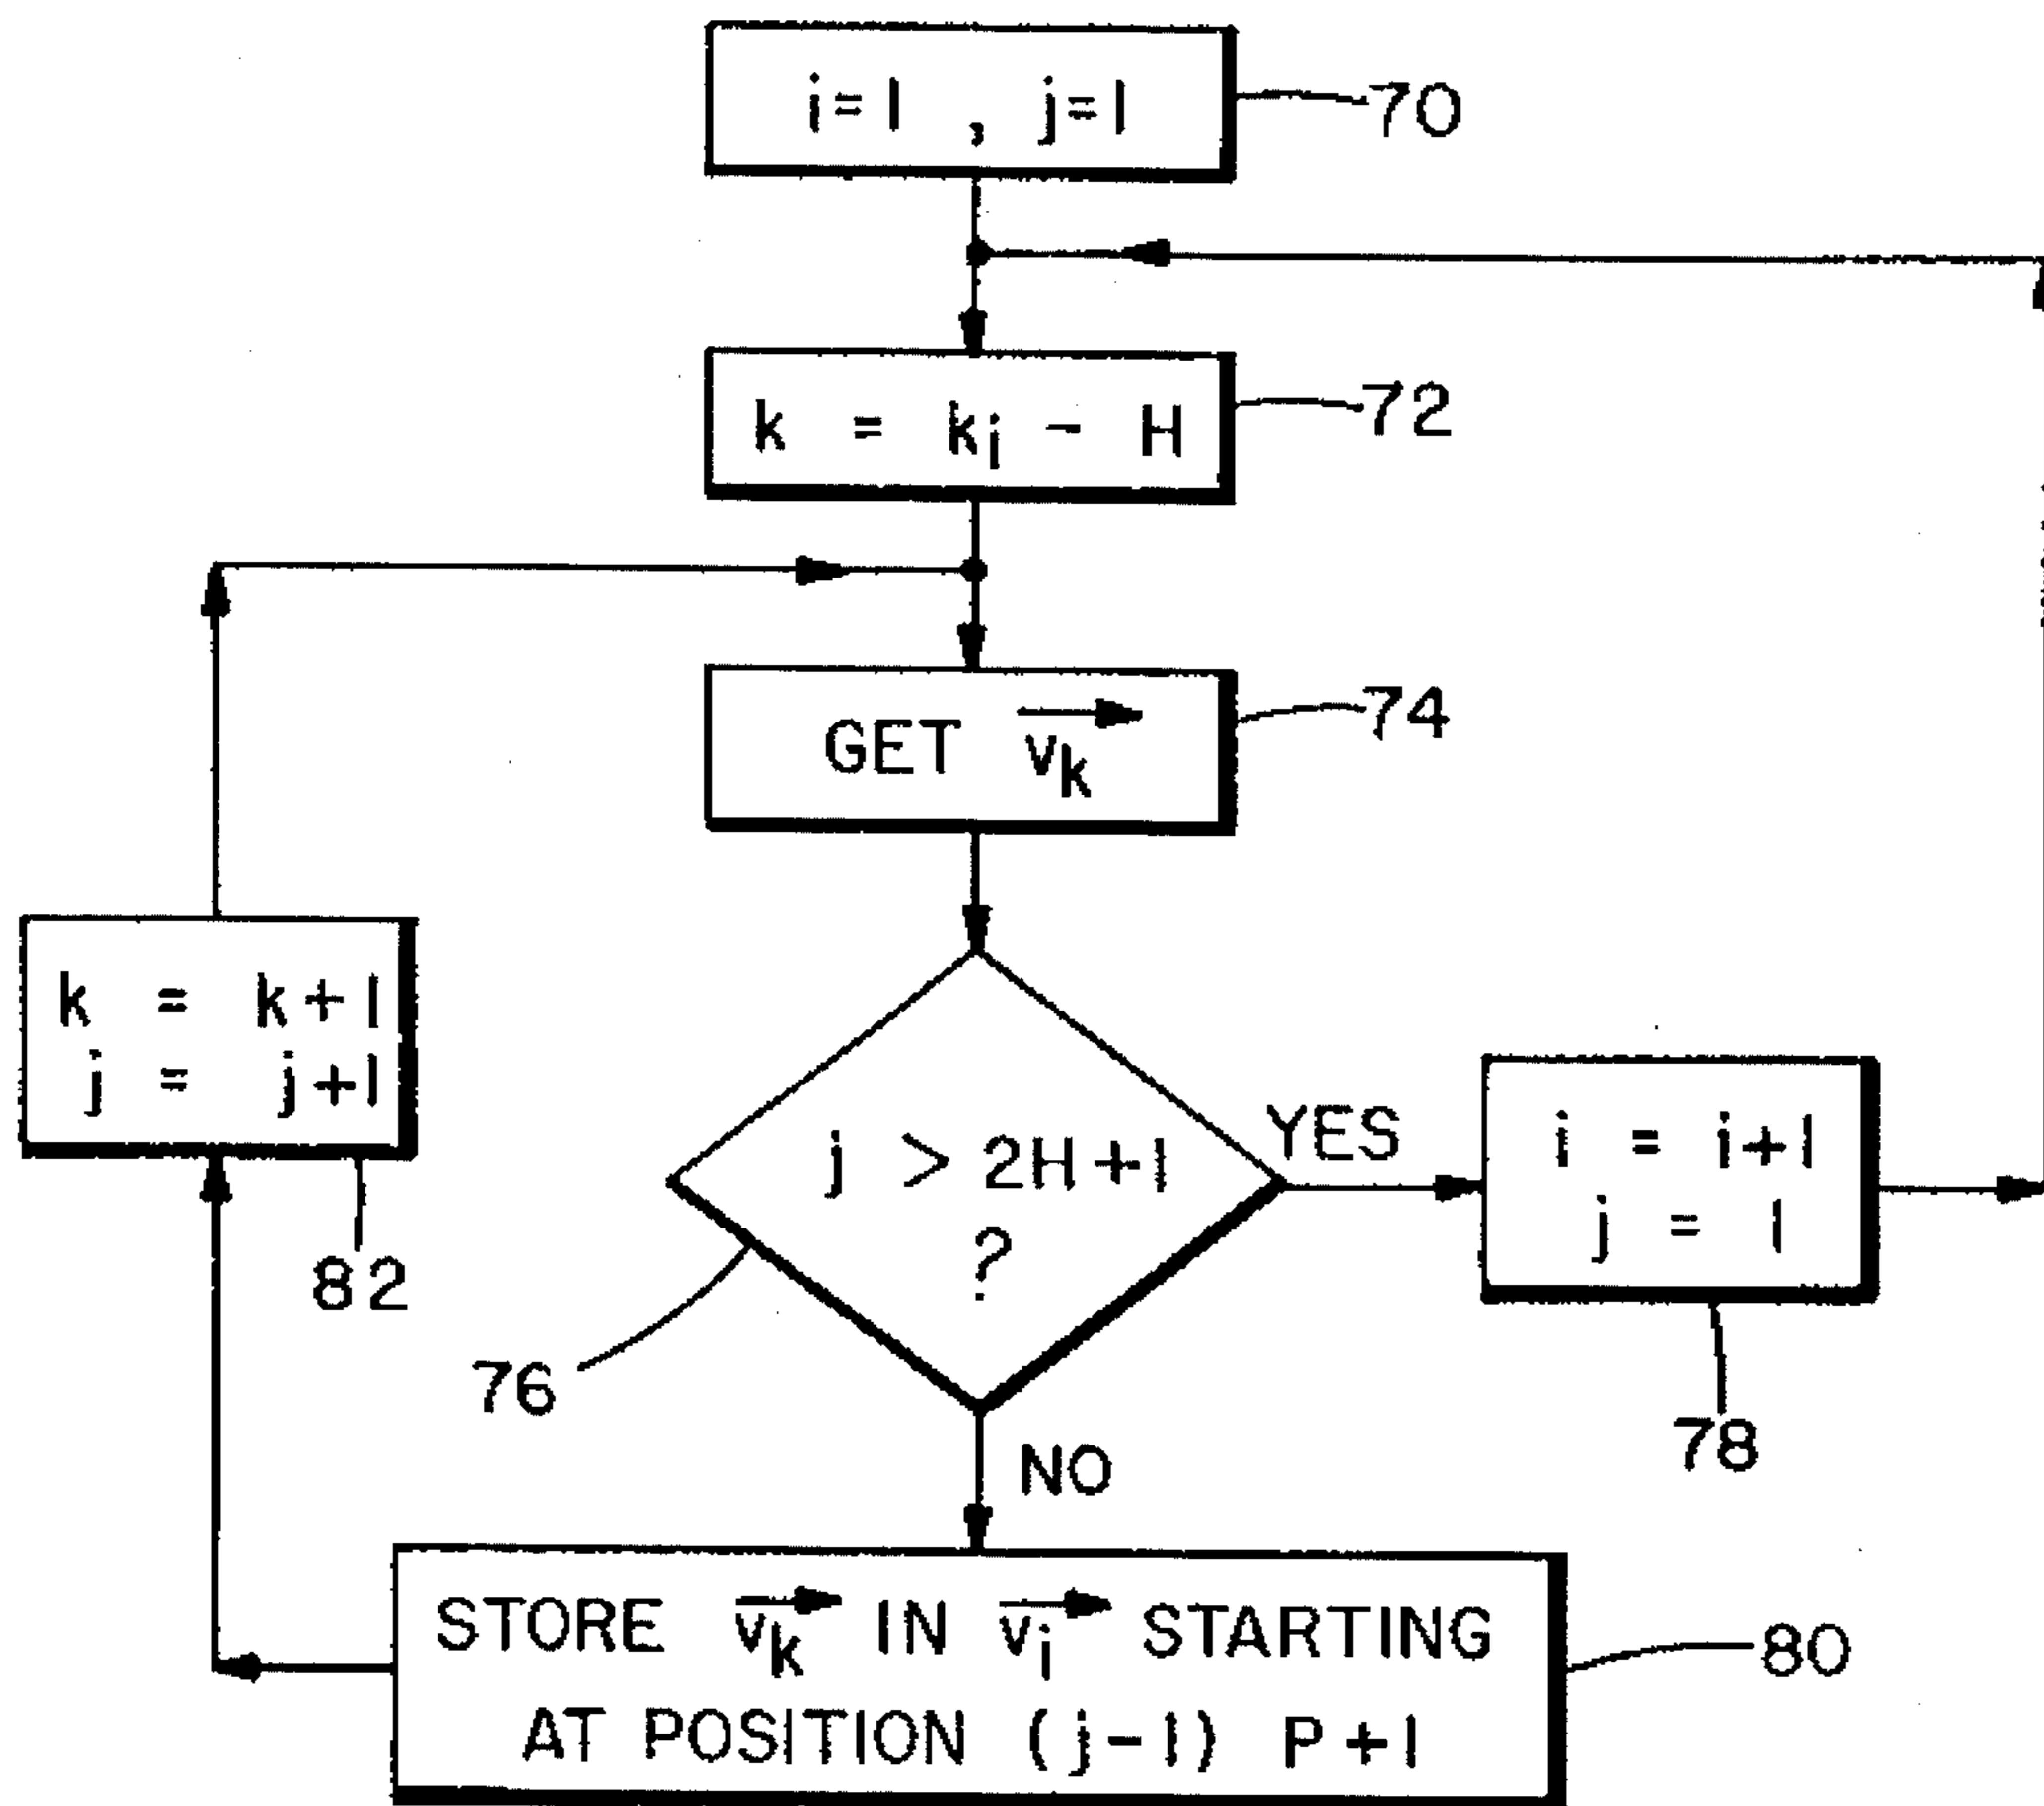 i=1 , j=1
70
k = ki - H
72
GET vk
74
k = k+1
j = j+1
82
j > 2H+1
?
76
YES
i = i+1
j = 1
78
NO
STORE vk IN vi STARTING
AT POSITION (j-1) P+1
80